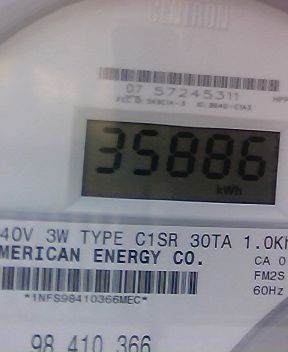 CENTRON
07 57245311
35886
kWh
40V 3W TYPE C1SR 30TA 1.0Kh
MERICAN ENERGY CO.
CA 0
FM2S
*1NFS98410366MEC*
60Hz
98 410 366